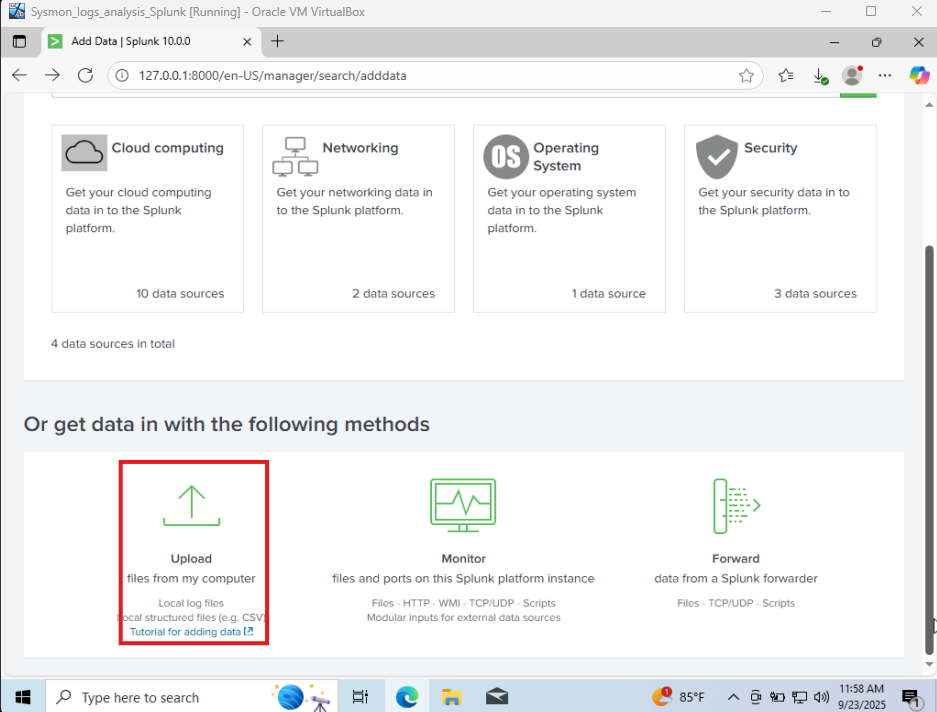 Sysmon_logs_analysis_Splunk [Running] - Oracle VM VirtualBox
Add Data | Splunk 10.0.0
127.0.0.1:8000/en-US/manager/search/adddata
Cloud computing
Get your cloud computing
data in to the Splunk
platform.
10 data sources
Networking
Get your networking data in
to the Splunk platform.
2 data sources
OS
Operating
System
Get your operating system
data in to the Splunk
platform.
1 data source
Security
Get your security data in to
the Splunk platform.
3 data sources
4 data sources in total
Or get data in with the following methods
Upload
files from my computer
Local log files
Local structured files (e.g. CSV)
Tutorial for adding data
Monitor
files and ports on this Splunk platform instance
Files - HTTP - WMI - TCP/UDP - Scripts
Modular inputs for external data sources
Forward
data from a Splunk forwarder
Files - TCP/UDP - Scripts
Type here to search
1
85°F
11:58 AM
9/23/2025
1